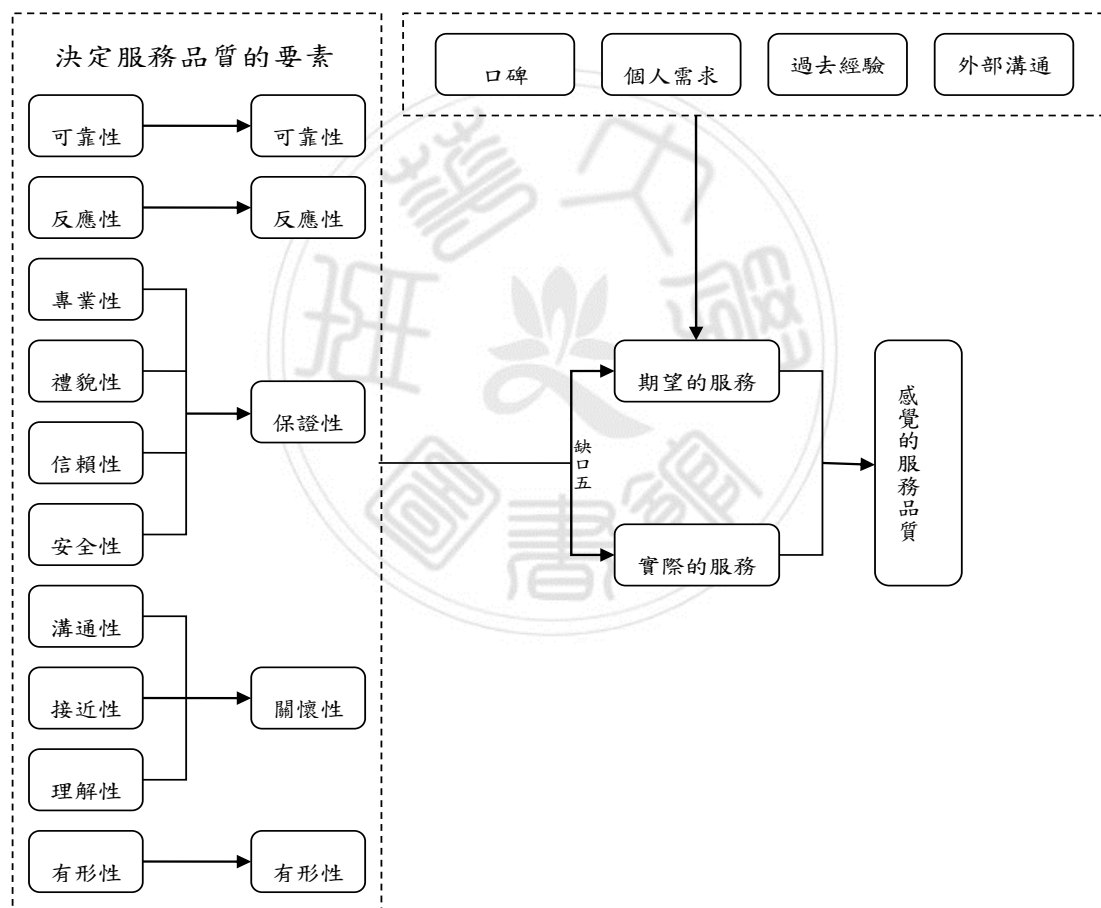 決定服務品質的要素
口碑
個人需求
過去經驗
外部溝通
可靠性
可靠性
反應性
反應性
專業性
禮貌性
信賴性
安全性
保證性
溝通性
接近性
理解性
關懷性
有形性
有形性
期望的服務
缺口五
實際的服務
感覺的服務品質